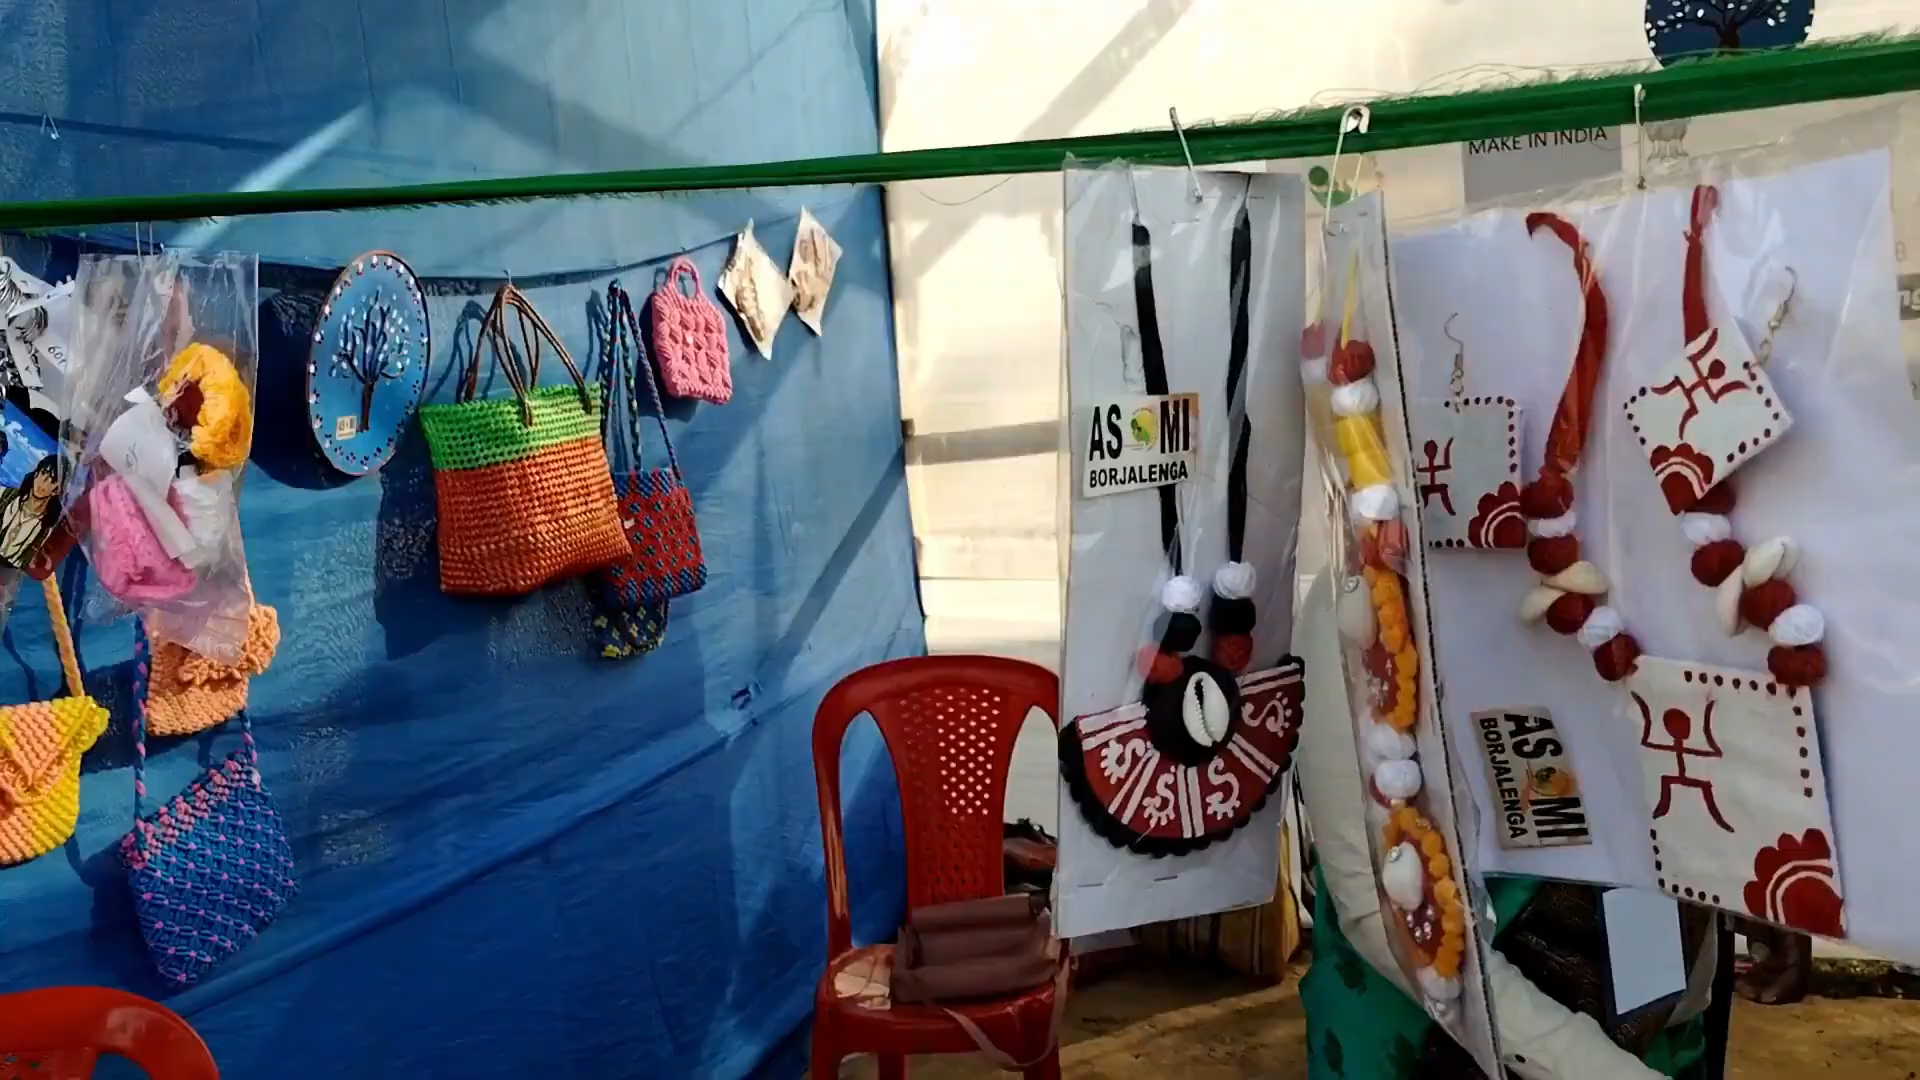 MAKE IN INDIA
AS MI
BORJALENGA
AS MI
BORJALENGA